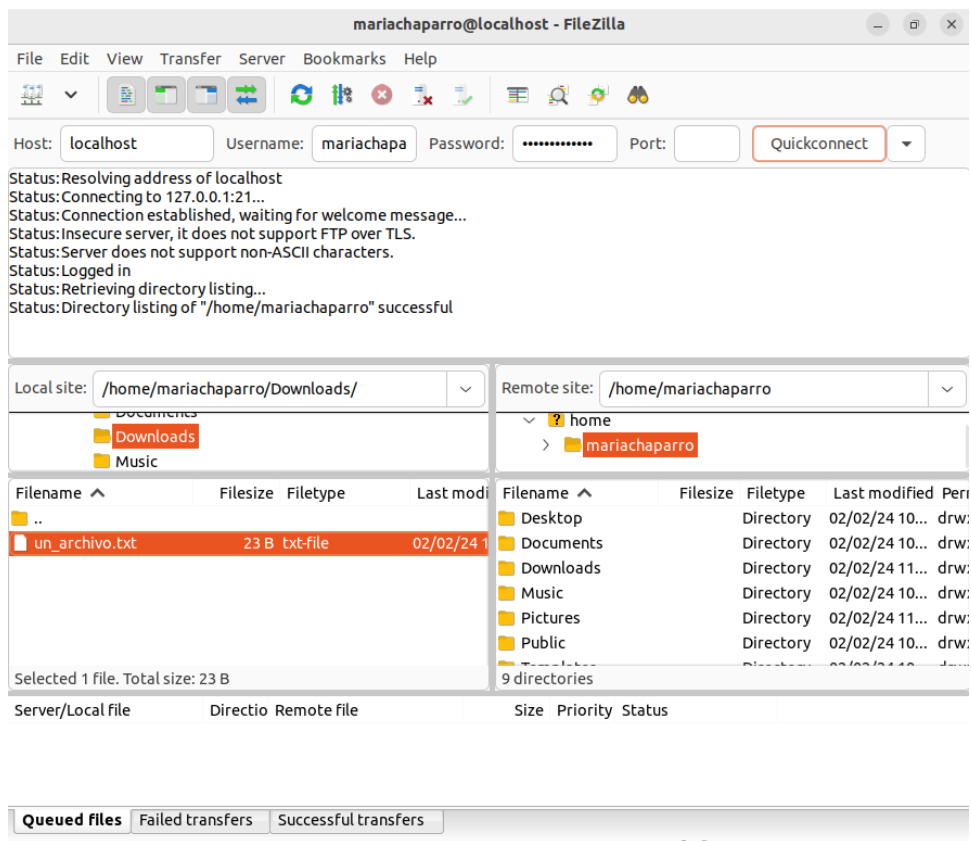 mariachaparro@localhost - FileZilla
File Edit View Transfer Server Bookmarks Help
Host: localhost Username: mariachapa Password: ••••••••••••• Port: Quickconnect
Status: Resolving address of localhost
Status: Connecting to 127.0.0.1:21...
Status: Connection established, waiting for welcome message...
Status: Insecure server, it does not support FTP over TLS.
Status: Server does not support non-ASCII characters.
Status: Logged in
Status: Retrieving directory listing...
Status: Directory listing of "/home/mariachaparro" successful
Local site: /home/mariachaparro/Downloads/
Documents
Downloads
Music
Remote site: /home/mariachaparro
? home
mariachaparro
Filename Filesize Filetype Last modi
..
un_archivo.txt 23 B txt-file 02/02/24 1
Selected 1 file. Total size: 23 B
Filename Filesize Filetype Last modified Perr
Desktop Directory 02/02/24 10... drw
Documents Directory 02/02/24 10... drw
Downloads Directory 02/02/24 11... drw
Music Directory 02/02/24 10... drw
Pictures Directory 02/02/24 11... drw
Public Directory 02/02/24 10... drw
9 directories
Server/Local file Directio Remote file Size Priority Status
Queued files Failed transfers Successful transfers